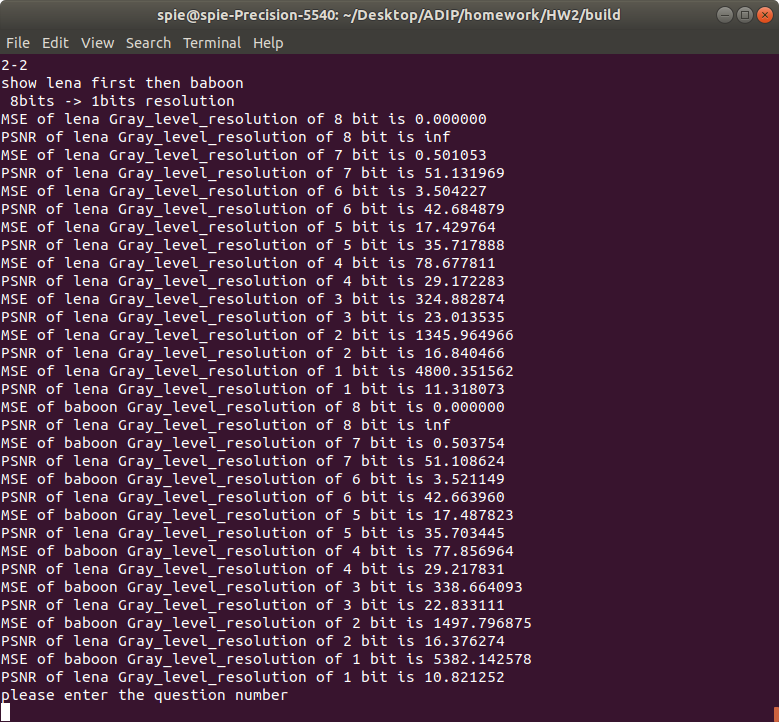 spie@spie-Precision-5540: ~/Desktop/ADIP/homework/HW2/build
File Edit View Search Terminal Help
2-2
show lena first then baboon
 8bits -> 1bits resolution
MSE of lena Gray_level_resolution of 8 bit is 0.000000
PSNR of lena Gray_level_resolution of 8 bit is inf
MSE of lena Gray_level_resolution of 7 bit is 0.501053
PSNR of lena Gray_level_resolution of 7 bit is 51.131969
MSE of lena Gray_level_resolution of 6 bit is 3.504227
PSNR of lena Gray_level_resolution of 6 bit is 42.684879
MSE of lena Gray_level_resolution of 5 bit is 17.429764
PSNR of lena Gray_level_resolution of 5 bit is 35.717888
MSE of lena Gray_level_resolution of 4 bit is 78.677811
PSNR of lena Gray_level_resolution of 4 bit is 29.172283
MSE of lena Gray_level_resolution of 3 bit is 324.882874
PSNR of lena Gray_level_resolution of 3 bit is 23.013535
MSE of lena Gray_level_resolution of 2 bit is 1345.964966
PSNR of lena Gray_level_resolution of 2 bit is 16.840466
MSE of lena Gray_level_resolution of 1 bit is 4800.351562
PSNR of lena Gray_level_resolution of 1 bit is 11.318073
MSE of baboon Gray_level_resolution of 8 bit is 0.000000
PSNR of lena Gray_level_resolution of 8 bit is inf
MSE of baboon Gray_level_resolution of 7 bit is 0.503754
PSNR of lena Gray_level_resolution of 7 bit is 51.108624
MSE of baboon Gray_level_resolution of 6 bit is 3.521149
PSNR of lena Gray_level_resolution of 6 bit is 42.663960
MSE of baboon Gray_level_resolution of 5 bit is 17.487823
PSNR of lena Gray_level_resolution of 5 bit is 35.703445
MSE of baboon Gray_level_resolution of 4 bit is 77.856964
PSNR of lena Gray_level_resolution of 4 bit is 29.217831
MSE of baboon Gray_level_resolution of 3 bit is 338.664093
PSNR of lena Gray_level_resolution of 3 bit is 22.833111
MSE of baboon Gray_level_resolution of 2 bit is 1497.796875
PSNR of lena Gray_level_resolution of 2 bit is 16.376274
MSE of baboon Gray_level_resolution of 1 bit is 5382.142578
PSNR of lena Gray_level_resolution of 1 bit is 10.821252
please enter the question number